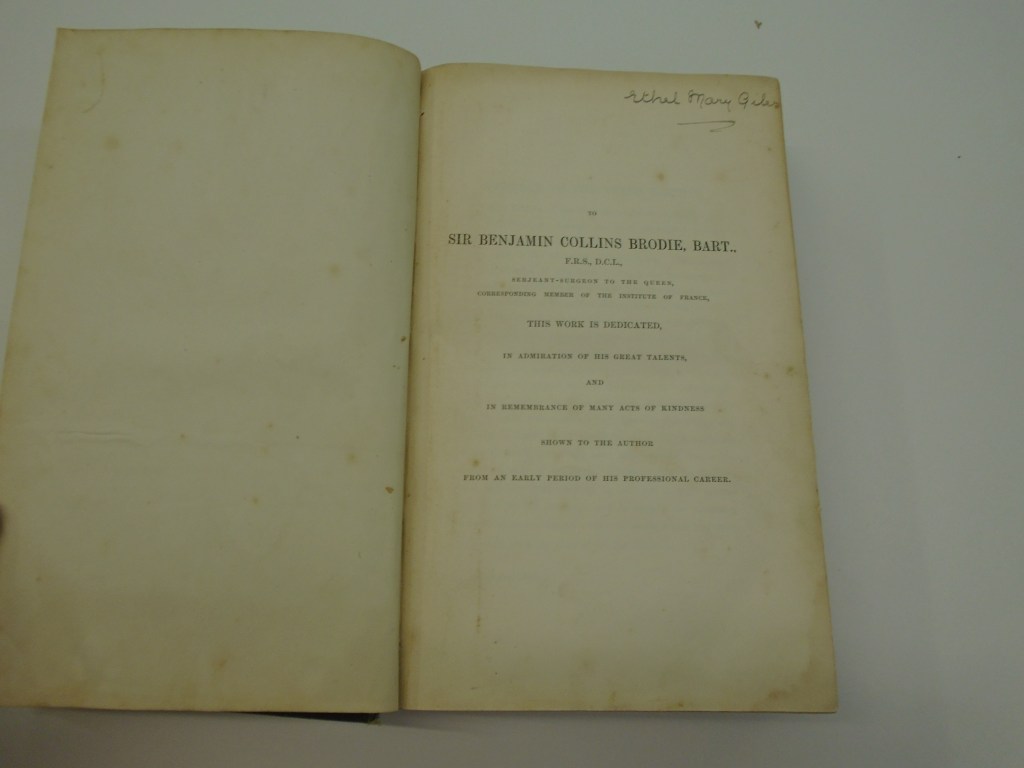 Ethel Mary Giles
TO
SIR BENJAMIN COLLINS BRODIE, BART.,
F.R.S., D.C.L.,
SERJEANT-SURGEON TO THE QUEEN,
CORRESPONDING MEMBER OF THE INSTITUTE OF FRANCE,
THIS WORK IS DEDICATED,
IN ADMIRATION OF HIS GREAT TALENTS,
AND
IN REMEMBRANCE OF MANY ACTS OF KINDNESS
SHOWN TO THE AUTHOR
FROM AN EARLY PERIOD OF HIS PROFESSIONAL CAREER.